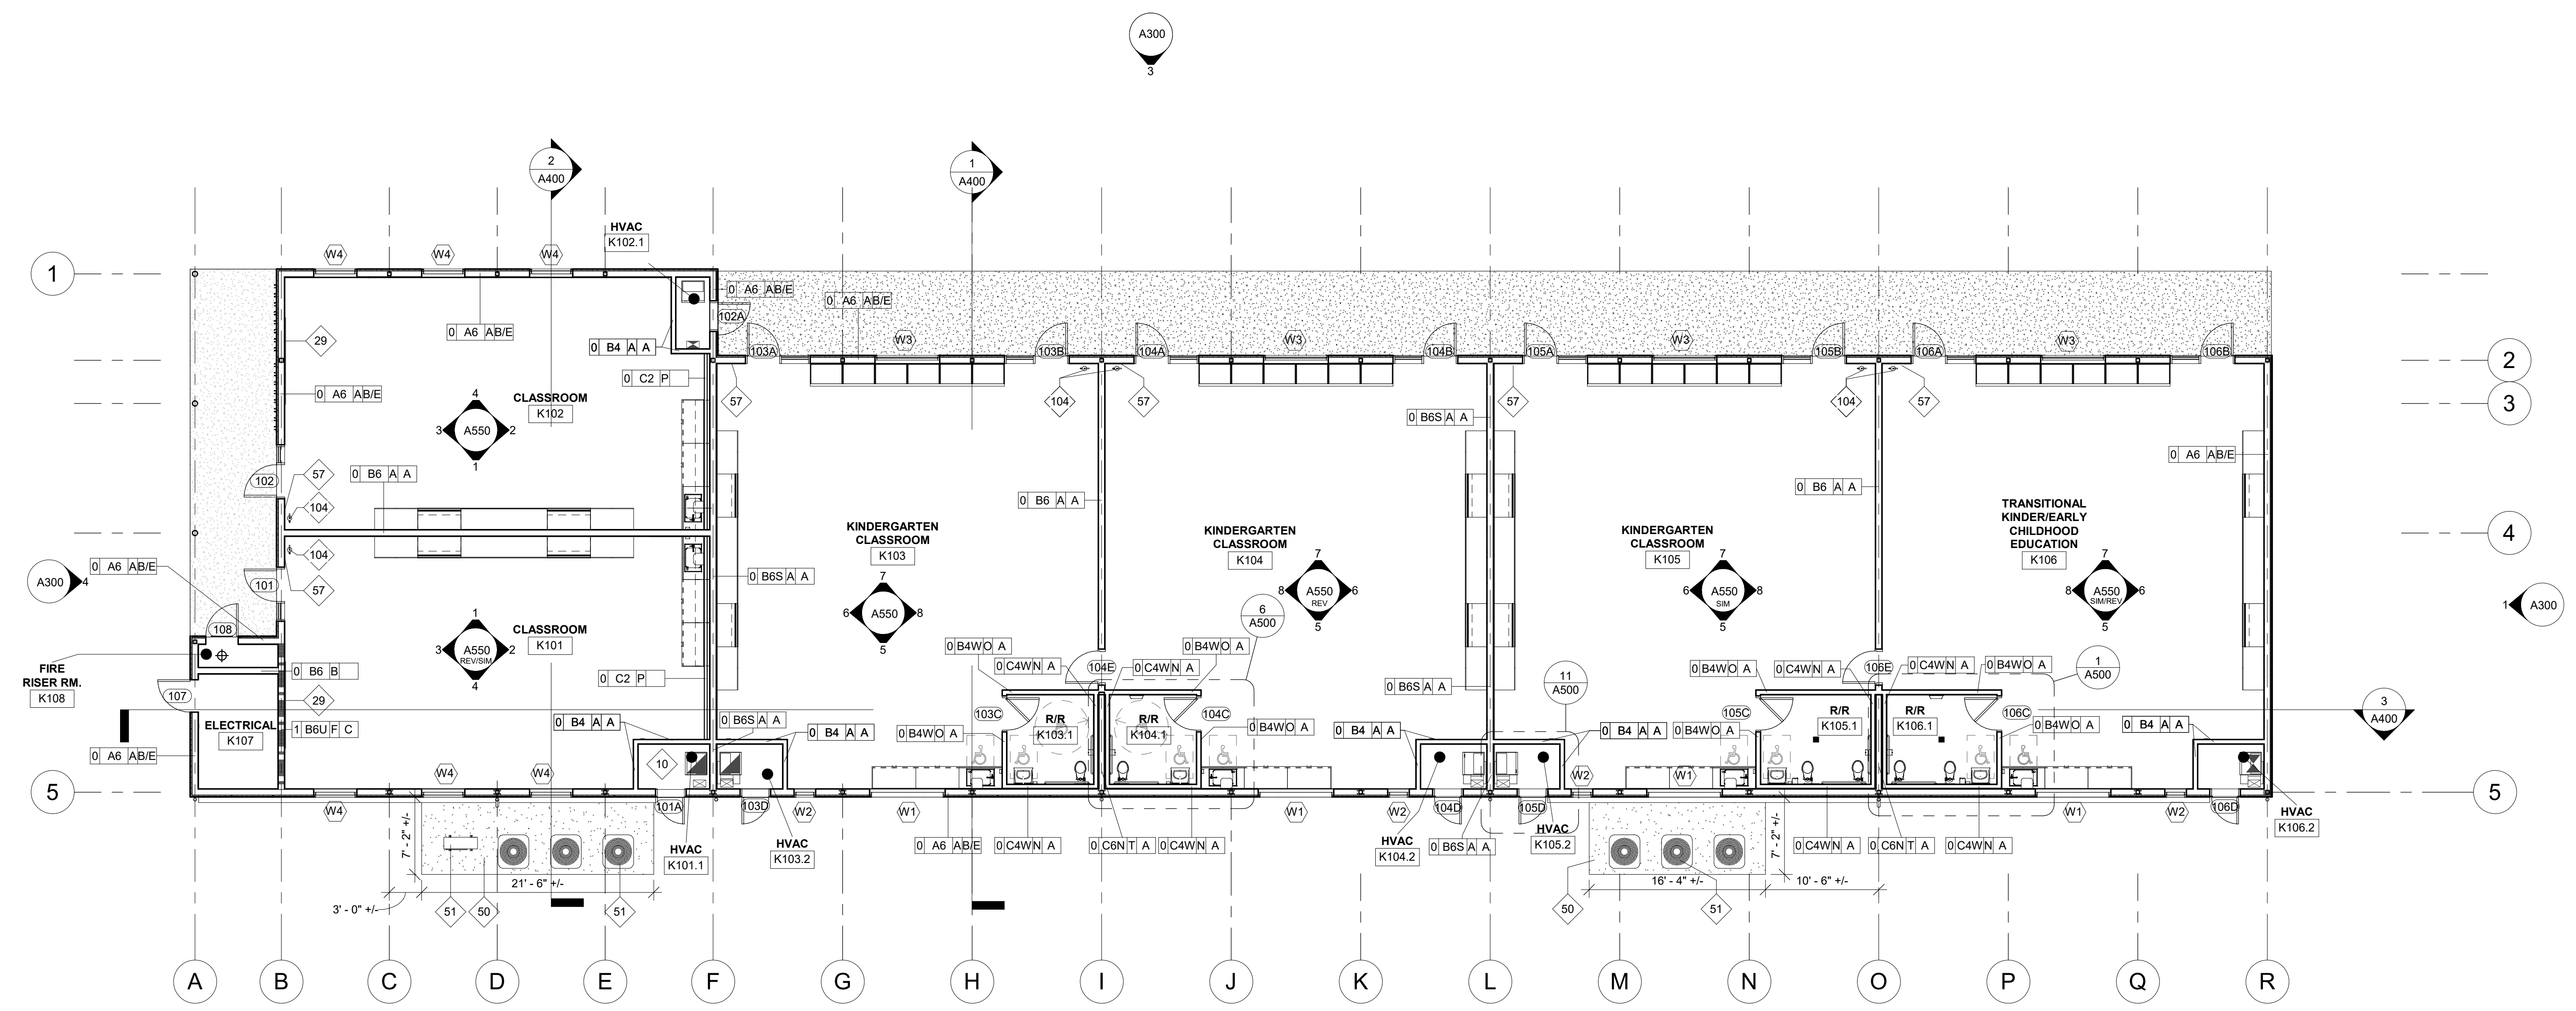 A300
3
2
A400
1
A400
HVAC
K102.1
W4
W4
W4
1
0 A6 AB/E
0 A6 AB/E
102A
0 A6 AB/E
29
0 B4 A A
103A
W3
103B
104A
W3
104B
105A
W3
105B
106A
W3
106B
2
0 C2 P
0 A6 AB/E
CLASSROOM
K102
4
3 A550 2
1
57
104
57
57
104
57
3
0 B6S A A
0 B6 A A
102
57
104
0 A6 AB/E
0 B6 A A
0 B6 A A
KINDERGARTEN
CLASSROOM
K103
KINDERGARTEN
CLASSROOM
K104
KINDERGARTEN
CLASSROOM
K105
TRANSITIONAL
KINDER/EARLY
CHILDHOOD
EDUCATION
K106
4
104
0 A6 AB/E
A300 4
101
57
0 B6S A A
7
6 A550 8
5
7
8 A550 6
REV
5
7
6 A550 8
SIM
5
7
8 A550 6
SIM/REV
5
1 A300
6
A500
108
1
3 A550 2
REV/SIM
4
CLASSROOM
K101
FIRE
RISER RM.
K108
0 B6 B
0 C2 P
107
29
ELECTRICAL
K107
1 B6U F C
0 A6 AB/E
0 B4WO A
0 C4WN A
104E
0 C4WN A
0 B4WO A
0 B6S A A
11
A500
0 B4WO A
0 C4WN A
106E
0 C4WN A
0 B4WO A
1
A500
3
A400
0 B4 A A
0 B6S A A
0 B4 A A
103C
0 B4WO A
R/R
K103.1
R/R
K104.1
104C
0 B4WO A
0 B4 A A
0 B4 A A
105C
0 B4WO A
R/R
K105.1
R/R
K106.1
106C
0 B4WO A
0 B4 A A
10
5
W4
W4
W4
101A
103D
W2
W1
W1
W2
104D
105D
W2
W1
W1
W2
106D
5
HVAC
K106.2
7' - 2" +/-
HVAC
K101.1
HVAC
K103.2
0 A6 AB/E
0 C4WN A
0 C6N T A
0 C4WN A
HVAC
K104.2
0 B6S A A
HVAC
K105.2
7' - 2" +/-
0 C4WN A
0 C6N T A
0 C4WN A
21' - 6" +/-
3' - 0" +/-
51
50
51
16' - 4" +/-
10' - 6" +/-
50
51
A
B
C
D
E
F
G
H
I
J
K
L
M
N
O
P
Q
R